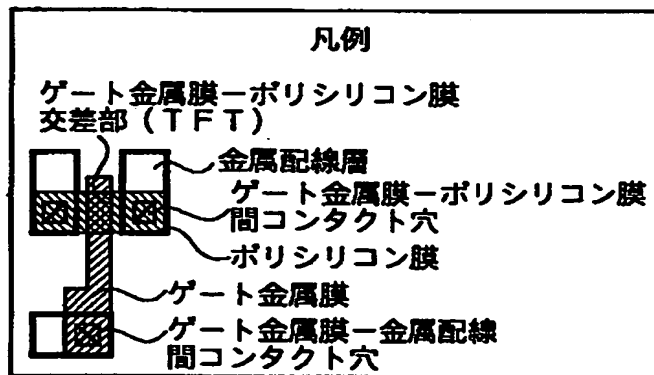 凡例
ゲート金属膜ーポリシリコン膜
交差部（TFT）
金属配線層
ゲート金属膜ーポリシリコン膜
間コンタクト穴
ポリシリコン膜
ゲート金属膜
ゲート金属膜ー金属配線
間コンタクト穴